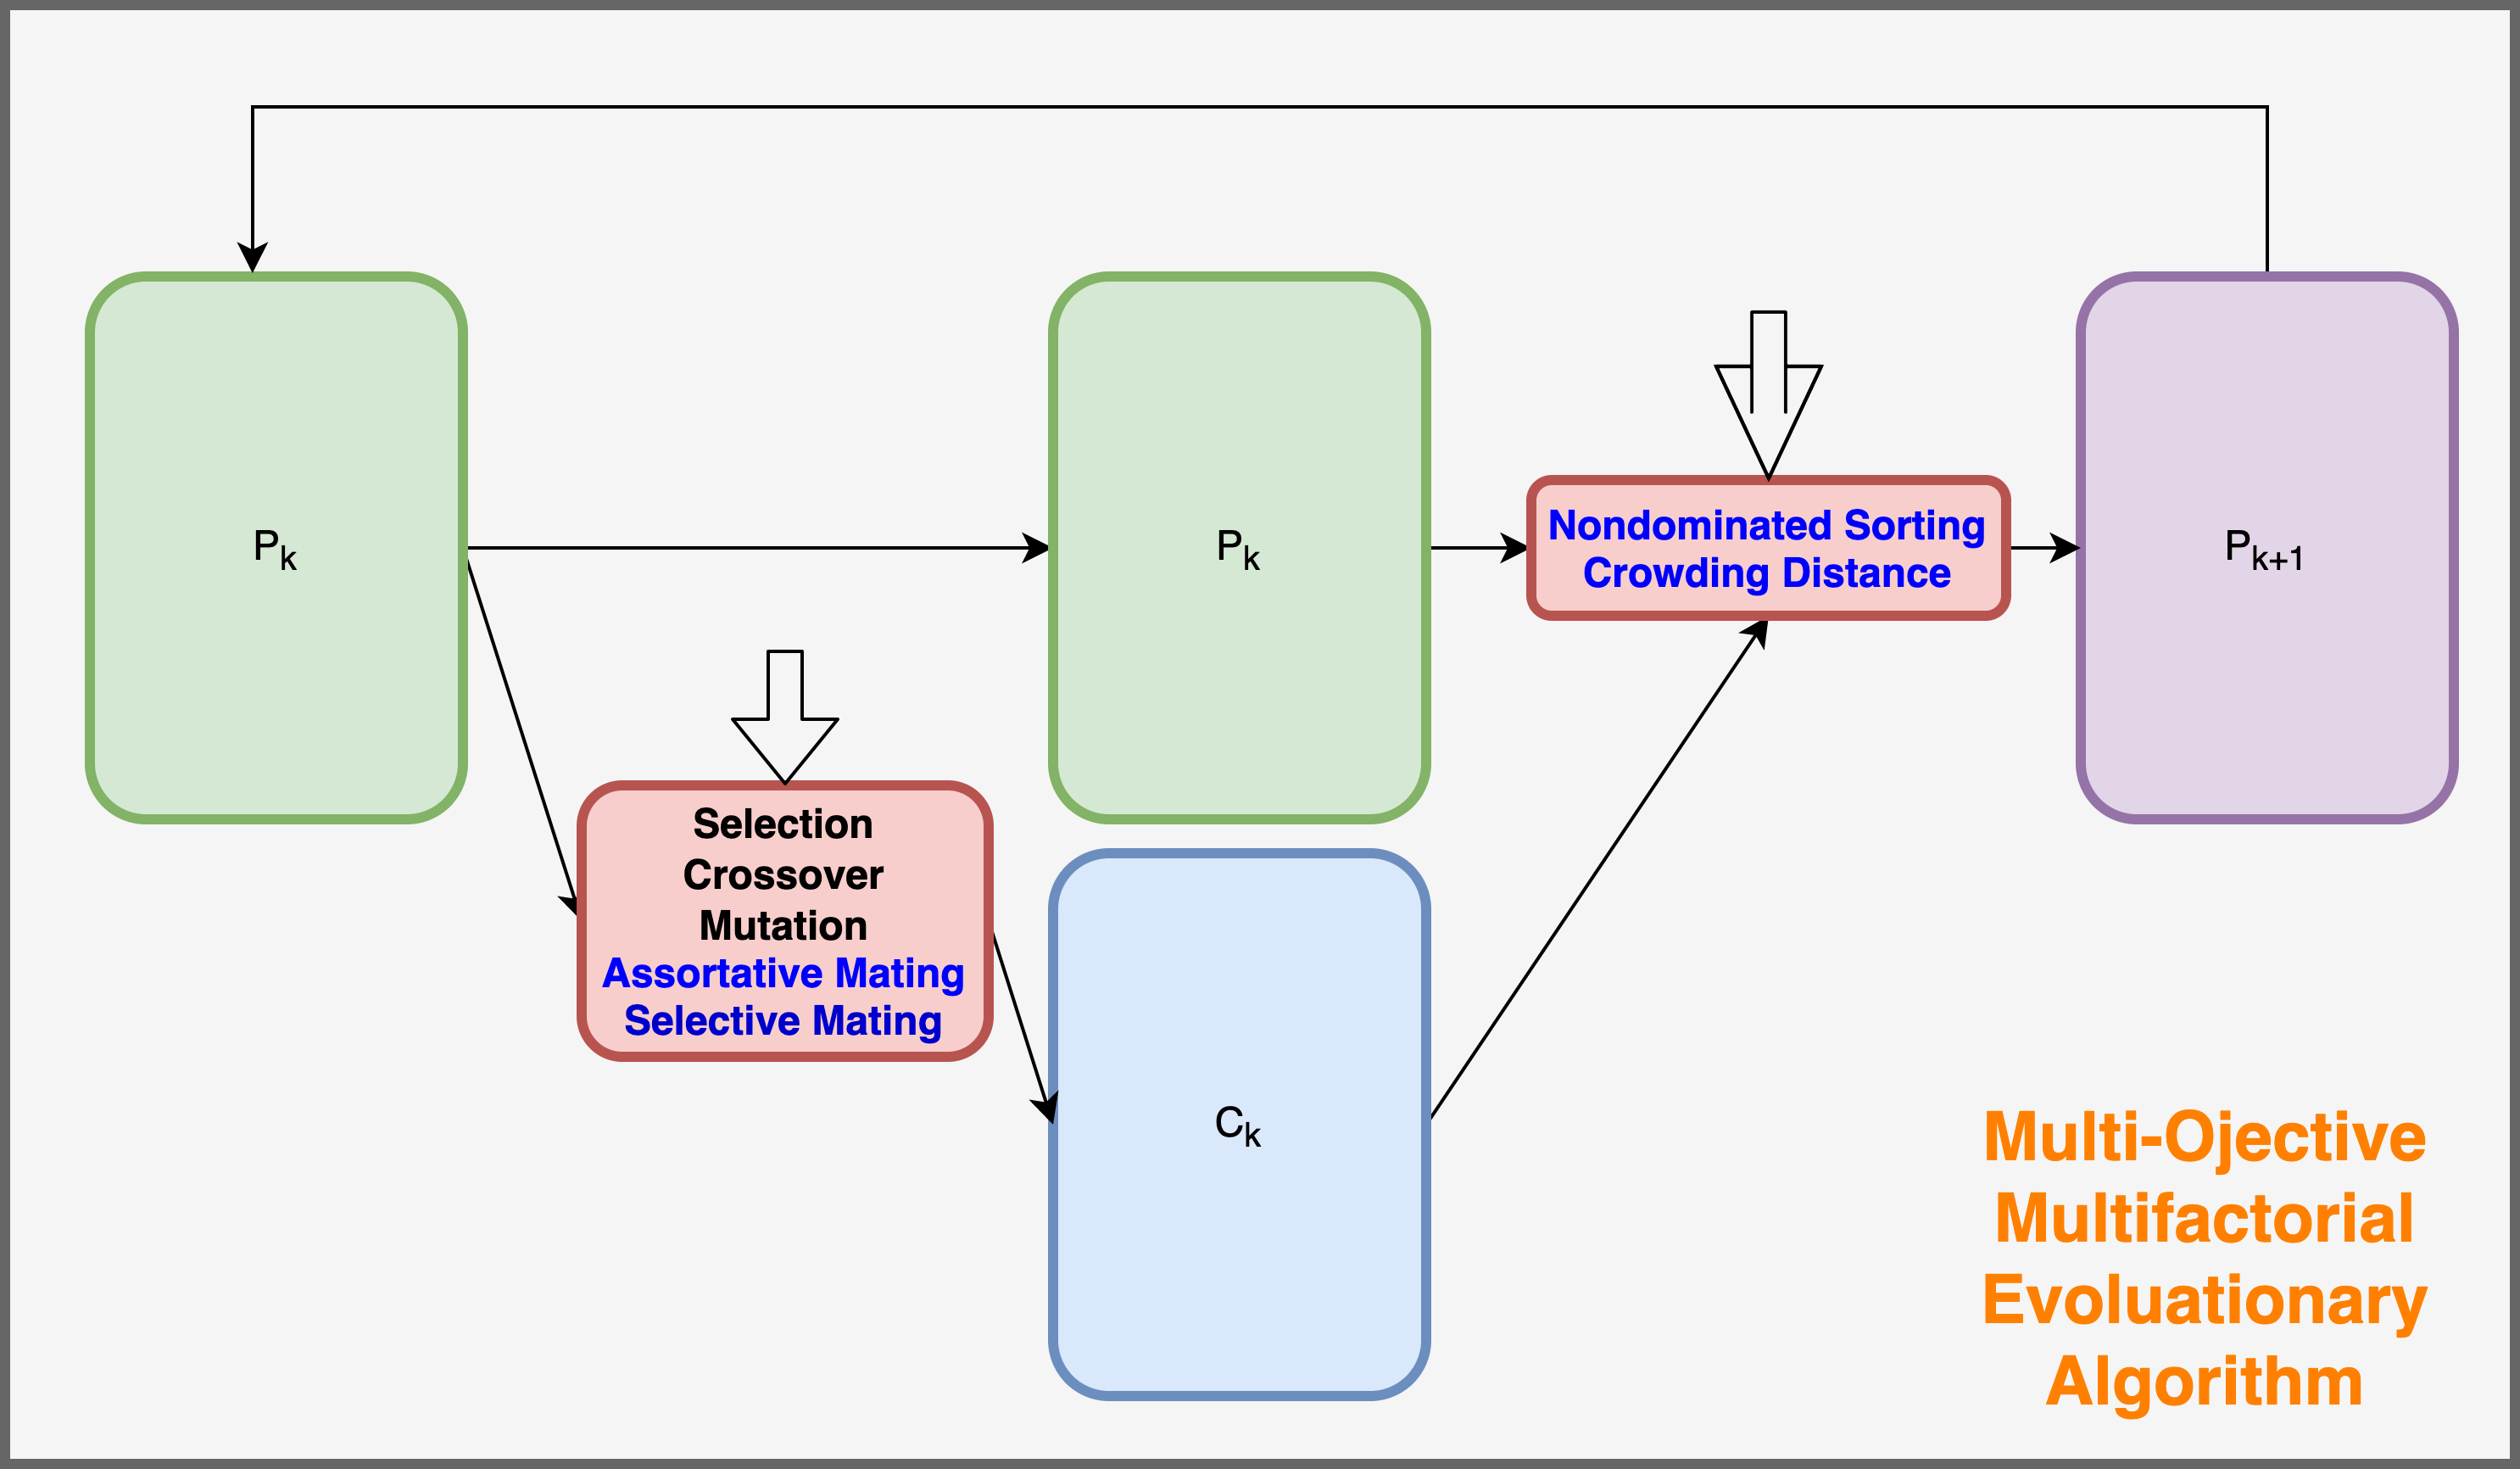 P_k
P_k
Nondominated Sorting
Crowding Distance
P_{k+1}
Selection
Crossover
Mutation
Assortative Mating
Selective Mating
C_k
Multi-Ojective
Multifactorial
Evoluationary
Algorithm